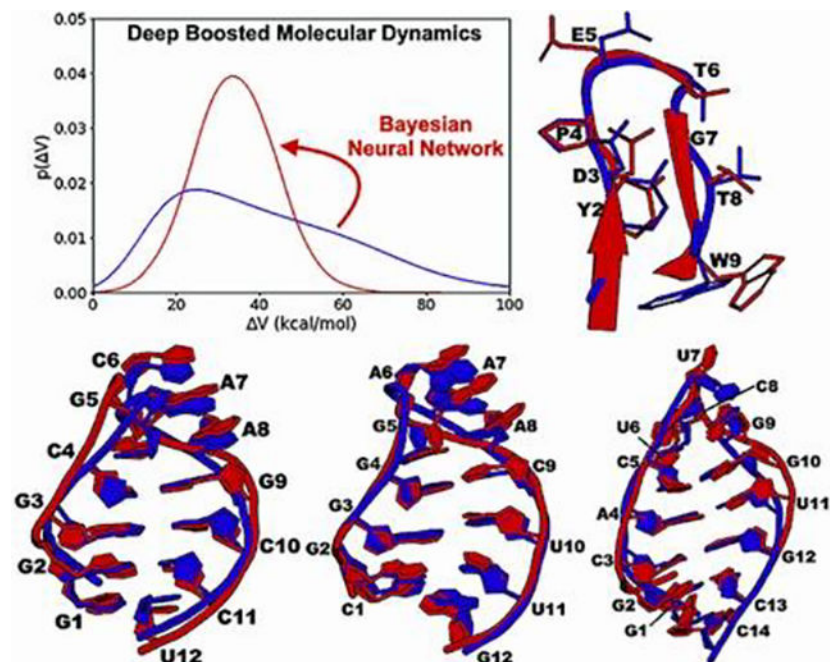 Deep Boosted Molecular Dynamics
Bayesian
Neural Network
p(ΔV)
0.05
0.04
0.03
0.02
0.01
0.00
0 20 40 60 80 100
ΔV (kcal/mol)
E5
T6
P4
G7
D3
T8
Y2
W9
C6
A7
G5
A8
C4
G9
G3
C10
G2
G1
C11
U12
A6
A7
G5
A8
G4
C9
G3
U10
G2
C1
U11
G12
U7
C8
U6
G9
C5
G10
U11
A4
G12
C3
G2
C13
G1
C14